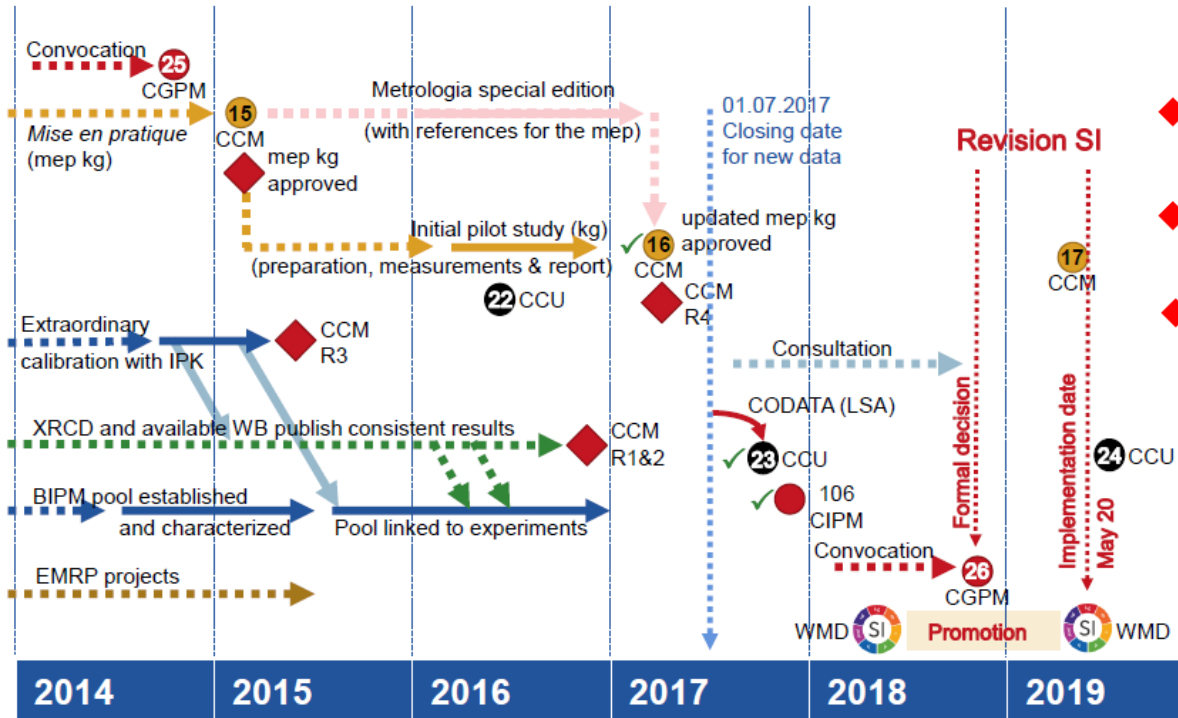 Convocation
25
CGPM
Mise en pratique
(mep kg)
15
CCM
mep kg
approved
Metrologia special edition
(with references for the mep)
01.07.2017
Closing date
for new data
Revision SI
Initial pilot study (kg)
(preparation, measurements & report)
22 CCU
updated mep kg
approved
16
CCM
CCM
R4
17
CCM
Extraordinary
calibration with IPK
CCM
R3
Consultation
CODATA (LSA)
XRCD and available WB publish consistent results
CCM
R1&2
23 CCU
24 CCU
BIPM pool established
and characterized
Pool linked to experiments
106
CIPM
Formal decision
Implementation date
May 20
Convocation
26
CGPM
EMRP projects
WMD SI
Promotion
SI WMD
2014
2015
2016
2017
2018
2019